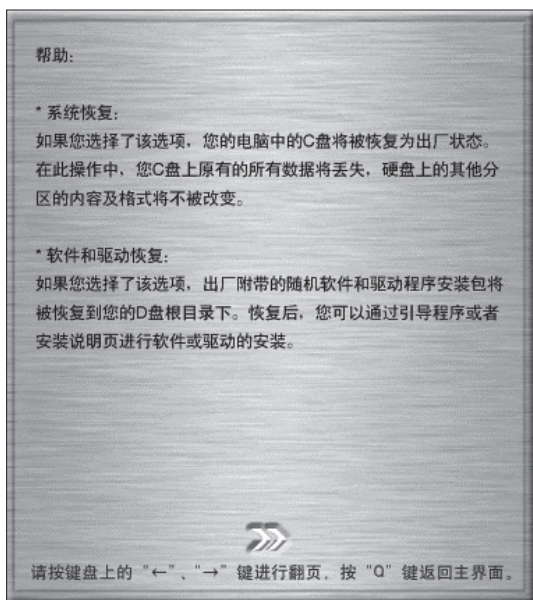 帮助:
* 系统恢复:
如果您选择了该选项，您的电脑中的C盘将被恢复为出厂状态。
在此操作中，您C盘上原有的所有数据将丢失，硬盘上的其他分
区的内容及格式将不被改变。
* 软件和驱动恢复:
如果您选择了该选项，出厂附带的随机软件和驱动程序安装包将
被恢复到您的D盘根目录下。恢复后，您可以通过引导程序或者
安装说明页进行软件或驱动的安装。
请按键盘上的 “←”、“→” 键进行翻页，按 “Q” 键返回主界面。